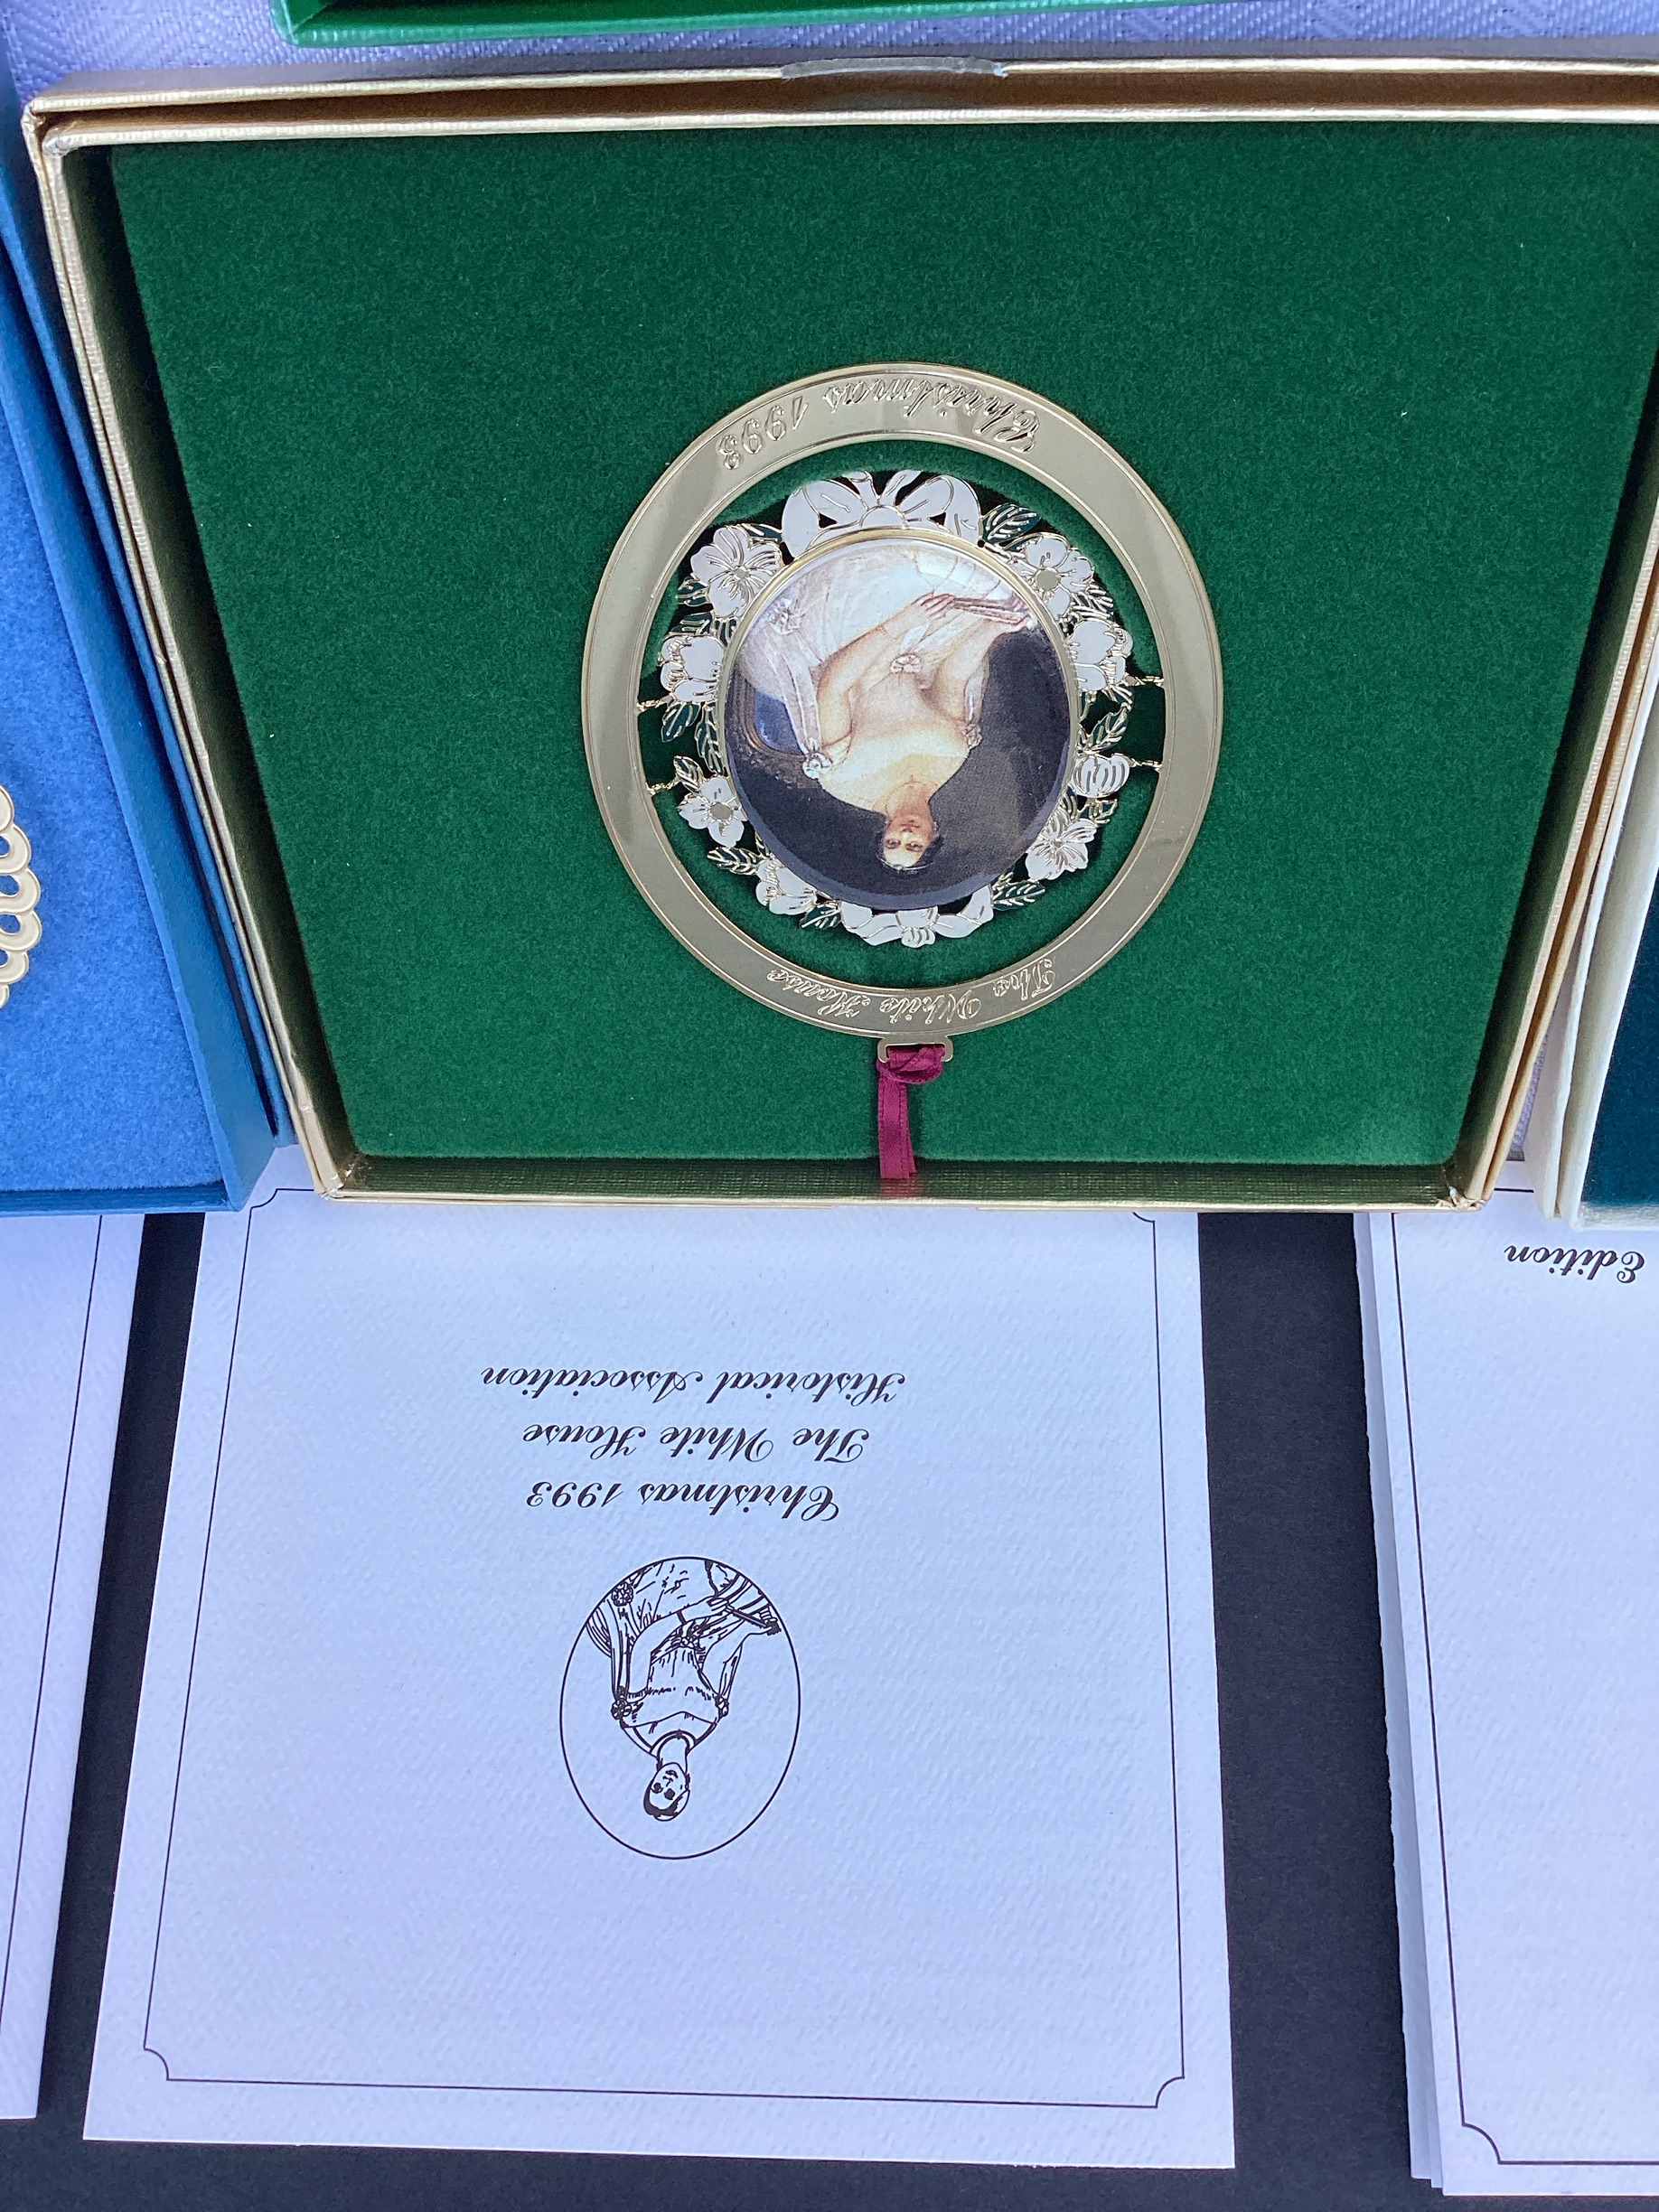 The White House
Christmas 1993
Christmas 1993
The White House
Historical Association
Edition